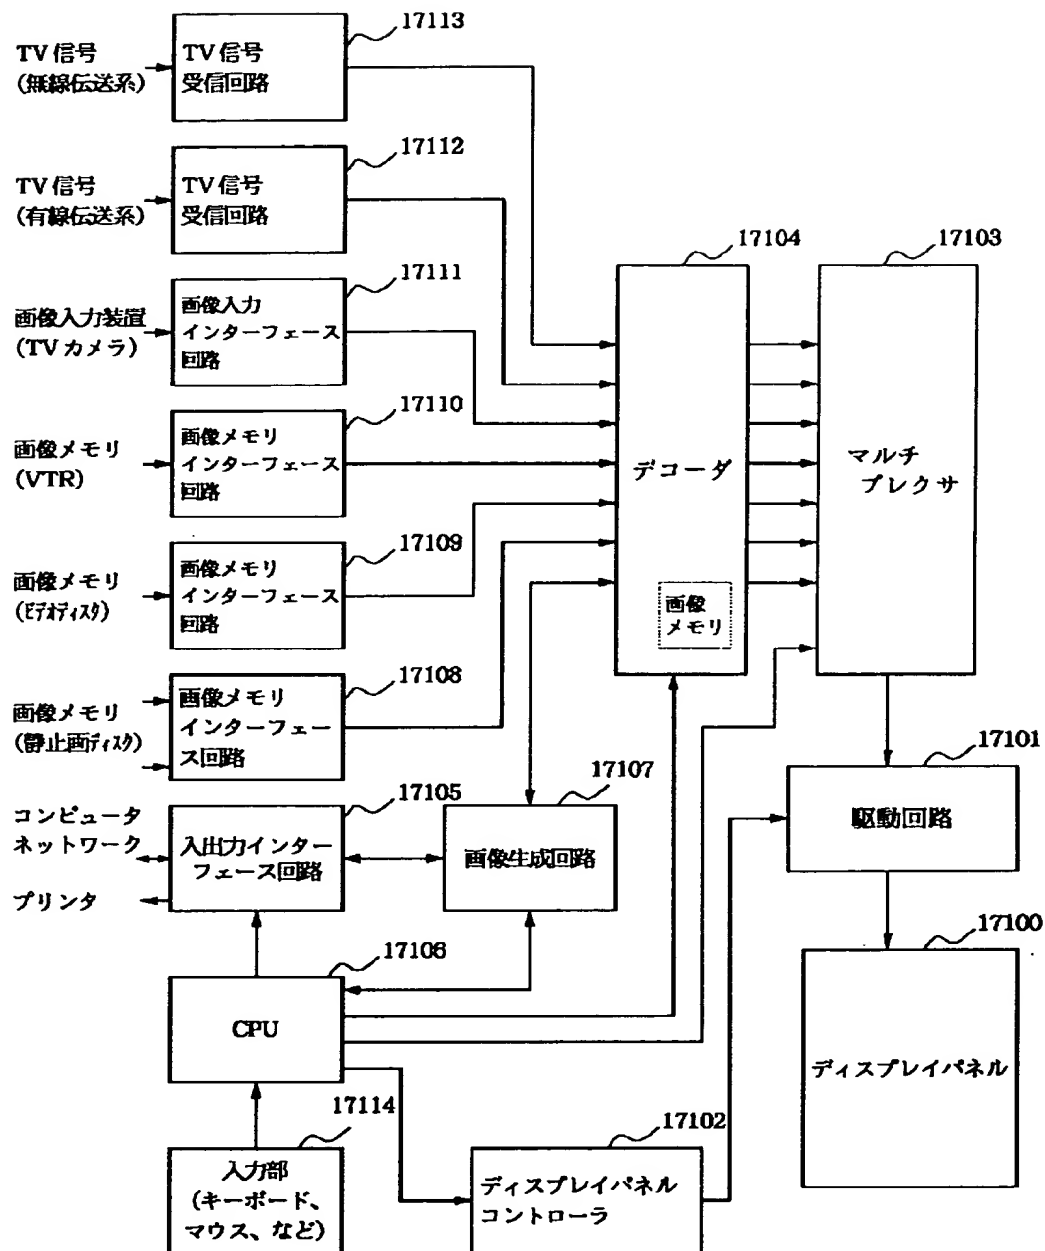 17113
TV 信号
(無線伝送系)
TV 信号
受信回路
17112
TV 信号
(有線伝送系)
TV 信号
受信回路
17111
画像入力装置
(TV カメラ)
画像入力
インターフェース
回路
17110
画像メモリ
(VTR)
画像メモリ
インターフェース
回路
17109
画像メモリ
(ビデオディスク)
画像メモリ
インターフェース
回路
17108
画像メモリ
(静止画ディスク)
画像メモリ
インターフェー
ス回路
17104
デコーダ
画像
メモリ
17103
マルチ
プレクサ
17105
コンピュータ
ネットワーク
プリンタ
入出力インター
フェース回路
17107
画像生成回路
17101
駆動回路
17106
CPU
17100
ディスプレイパネル
17114
入力部
(キーボード、
マウス、など)
17102
ディスプレイパネル
コントローラ